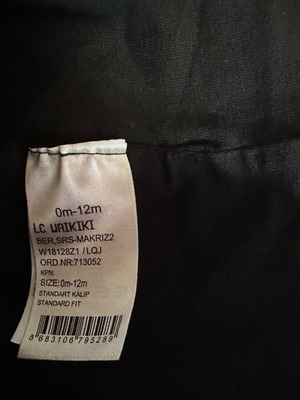 0m-12m
LC WAIKIKI
BER,SRS-MAKRIZ2
W18128Z1 / LQJ
ORD.NR:713052
KPN:
SIZE:0m-12m
STANDART KALIP
STANDARD FIT
8683106795289